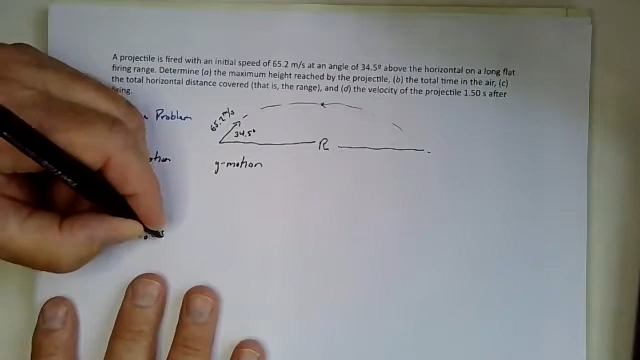 A projectile is fired with an initial speed of 65.2 m/s at an angle of 34.5º above the horizontal on a long flat
firing range. Determine (a) the maximum height reached by the projectile, (b) the total time in the air, (c)
the total horizontal distance covered (that is, the range), and (d) the velocity of the projectile 1.50 s after
firing.
Problem
65.2 m/s
34.5º
R
y-motion